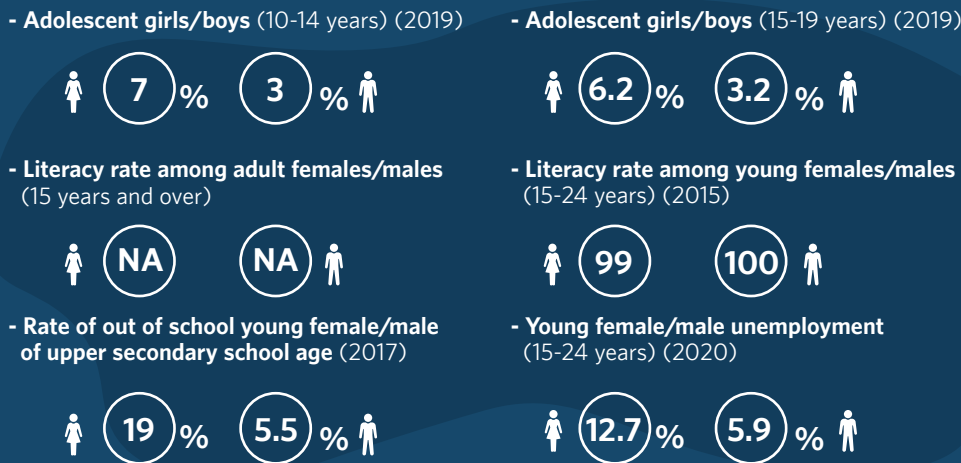 - Adolescent girls/boys (10-14 years) (2019)
7 % 3 %
- Adolescent girls/boys (15-19 years) (2019)
6.2 % 3.2 %
- Literacy rate among adult females/males
(15 years and over)
NA NA
- Literacy rate among young females/males
(15-24 years) (2015)
99 100
- Rate of out of school young female/male
of upper secondary school age (2017)
19 % 5.5 %
- Young female/male unemployment
(15-24 years) (2020)
12.7 % 5.9 %